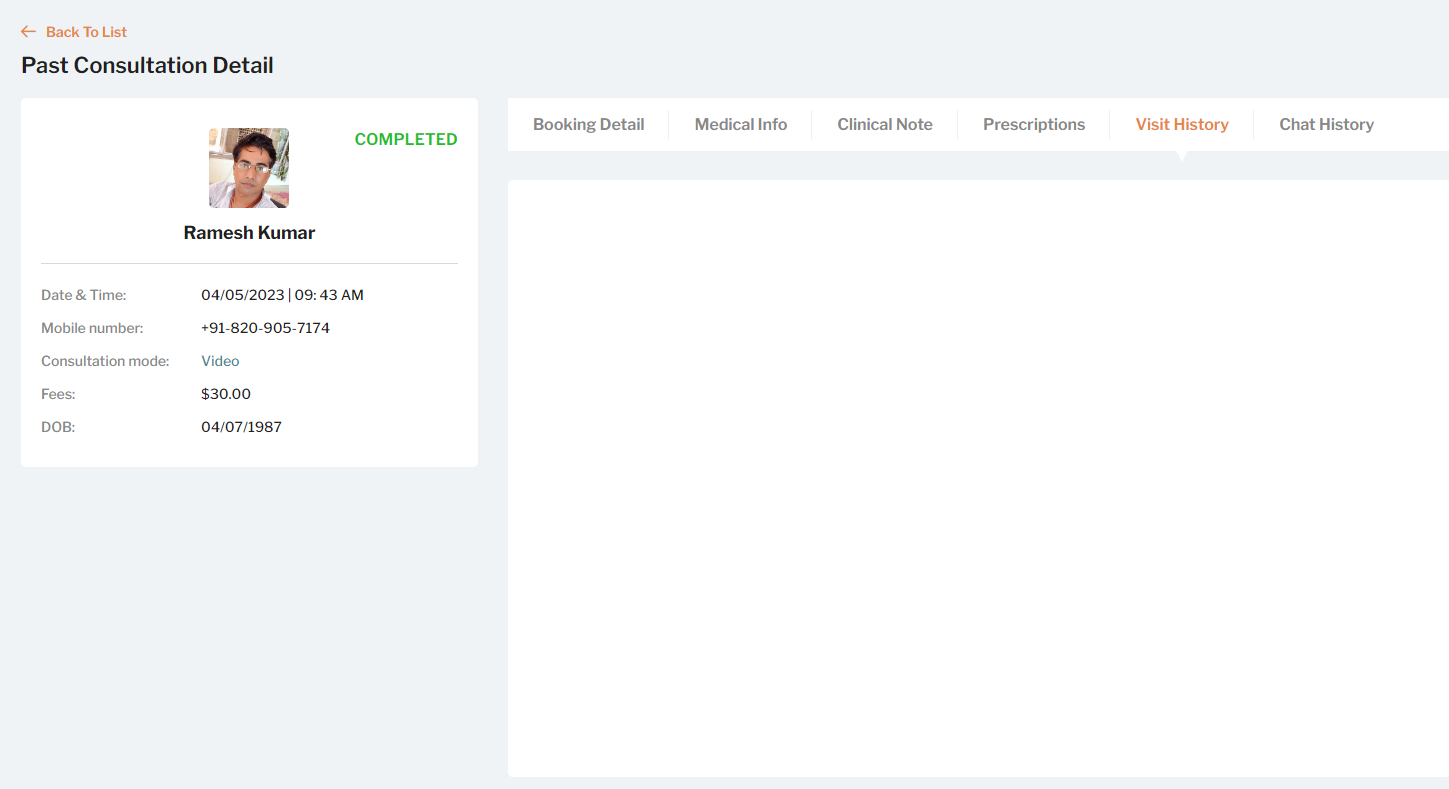 Back To List
Past Consultation Detail
COMPLETED
Ramesh Kumar
Date & Time: 04/05/2023 | 09: 43 AM
Mobile number: +91-820-905-7174
Consultation mode: Video
Fees: $30.00
DOB: 04/07/1987
Booking Detail Medical Info Clinical Note Prescriptions Visit History Chat History